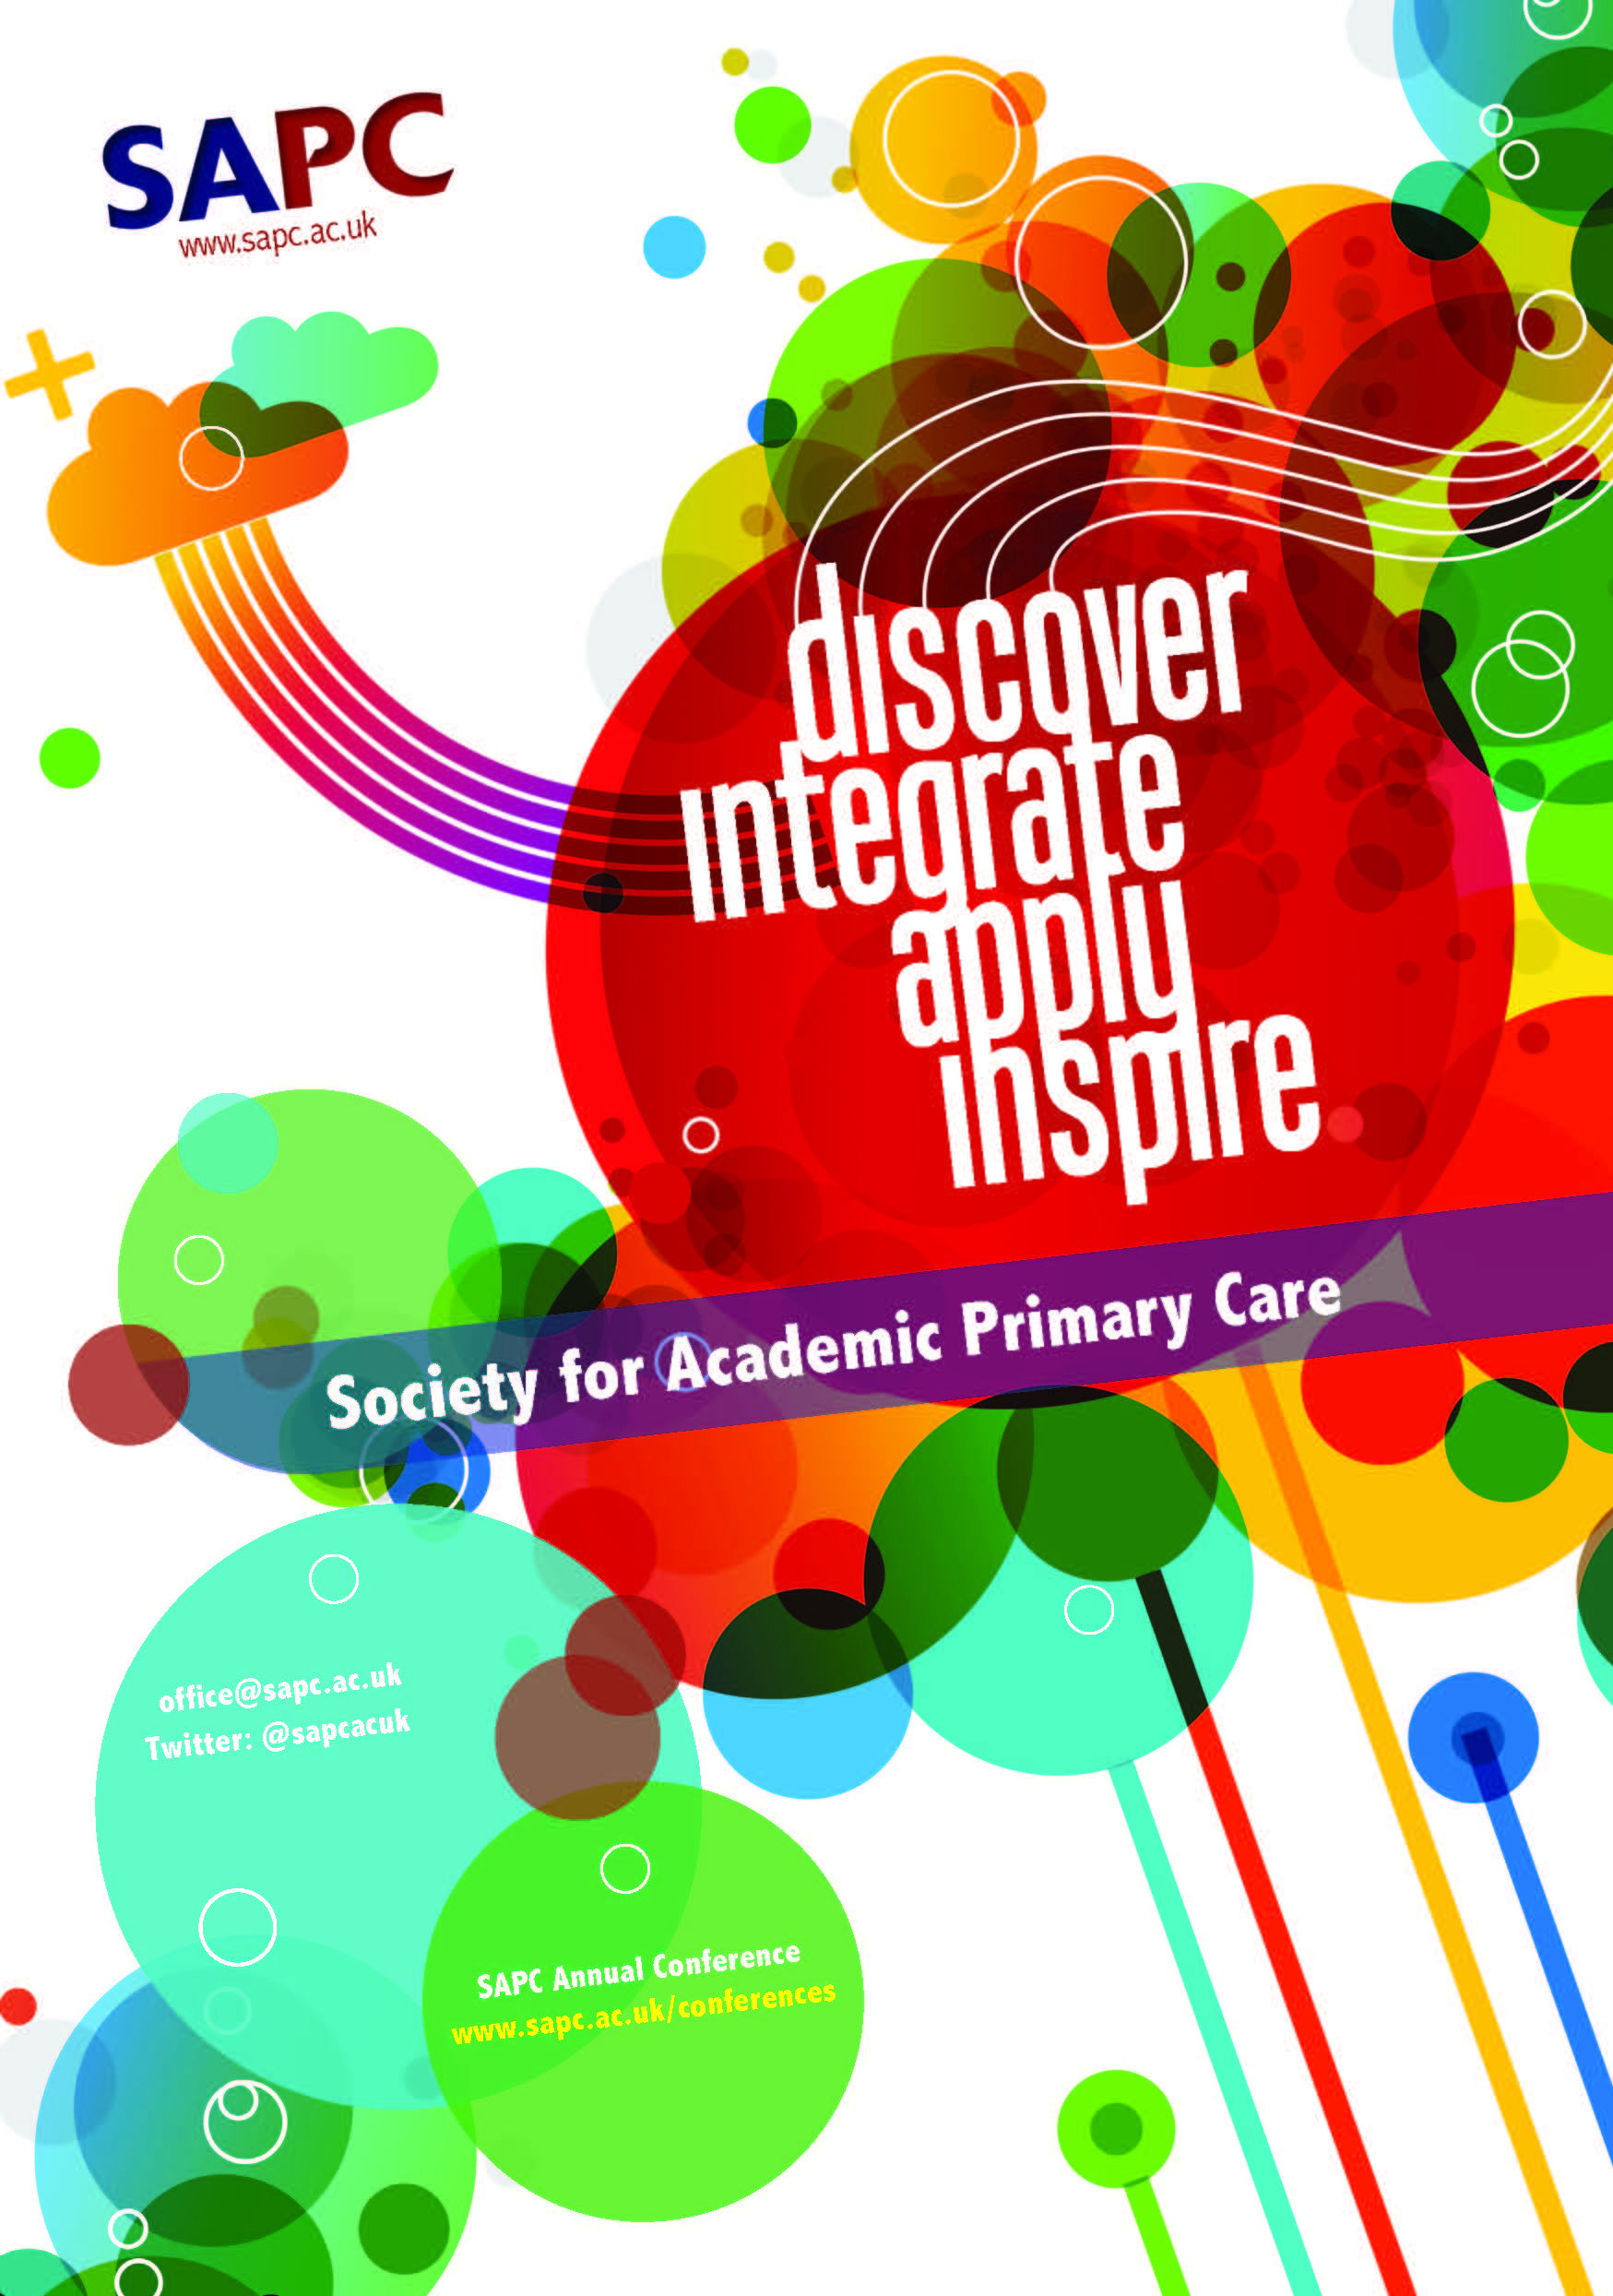 SAPC
www.sapc.ac.uk
discover
integrate
apply
inspire
Society for Academic Primary Care
office@sapc.ac.uk
Twitter: @sapcacuk
SAPC Annual Conference
www.sapc.ac.uk/conferences